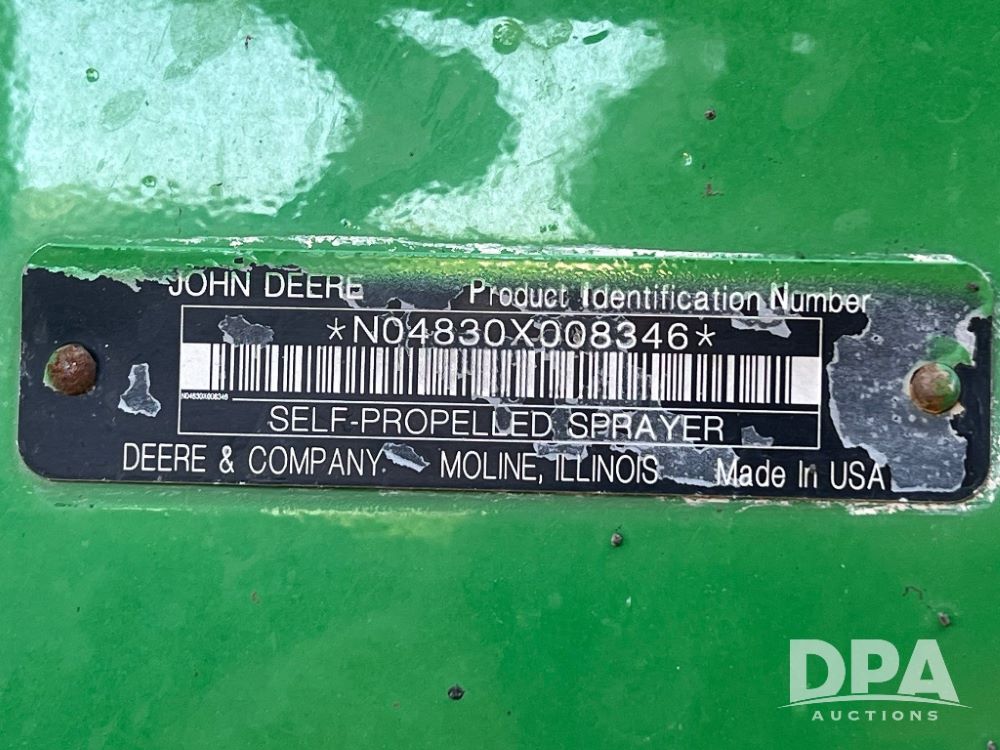 JOHN DEERE Product Identification Number
*N04830X008346*
N04830X008346
SELF-PROPELLED SPRAYER
DEERE & COMPANY MOLINE, ILLINOIS Made In USA
DPA
AUCTIONS